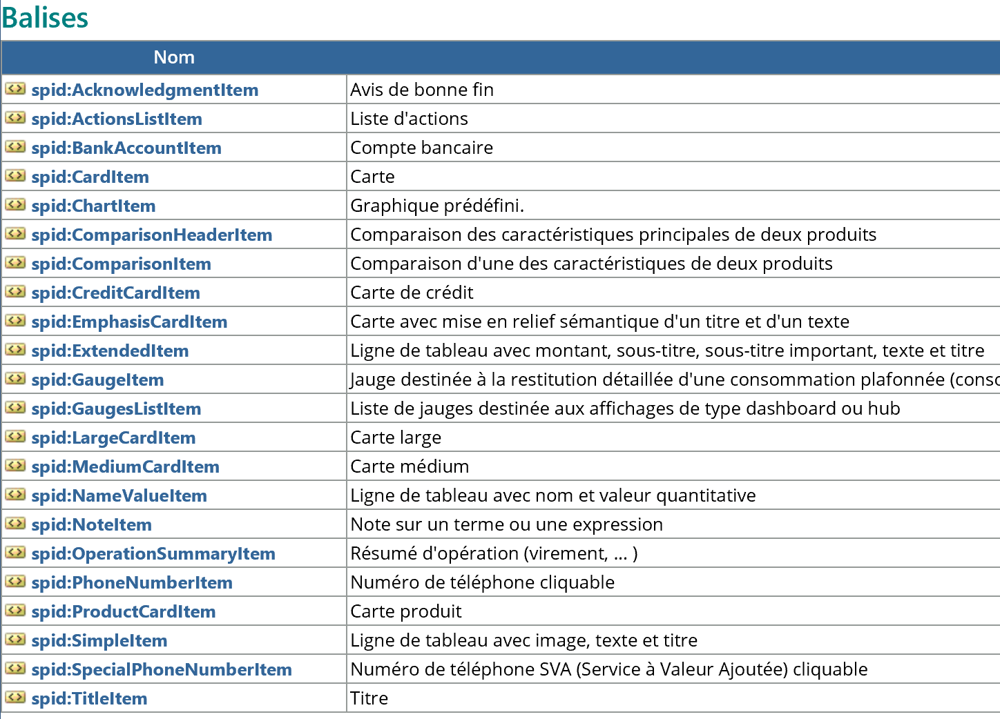 Balises
Nom
spid:AcknowledgmentItem Avis de bonne fin
spid:ActionsListItem Liste d'actions
spid:BankAccountItem Compte bancaire
spid:CardItem Carte
spid:ChartItem Graphique prédéfini.
spid:ComparisonHeaderItem Comparaison des caractéristiques principales de deux produits
spid:ComparisonItem Comparaison d'une des caractéristiques de deux produits
spid:CreditCardItem Carte de crédit
spid:EmphasisCardItem Carte avec mise en relief sémantique d'un titre et d'un texte
spid:ExtendedItem Ligne de tableau avec montant, sous-titre, sous-titre important, texte et titre
spid:GaugeItem Jauge destinée à la restitution détaillée d'une consommation plafonnée
spid:GaugesListItem Liste de jauges destinée aux affichages de type dashboard ou hub
spid:LargeCardItem Carte large
spid:MediumCardItem Carte médium
spid:NameValueItem Ligne de tableau avec nom et valeur quantitative
spid:NoteItem Note sur un terme ou une expression
spid:OperationSummaryItem Résumé d'opération (virement, ... )
spid:PhoneNumberItem Numéro de téléphone cliquable
spid:ProductCardItem Carte produit
spid:SimpleItem Ligne de tableau avec image, texte et titre
spid:SpecialPhoneNumberItem Numéro de téléphone SVA (Service à Valeur Ajoutée) cliquable
spid:TitleItem Titre